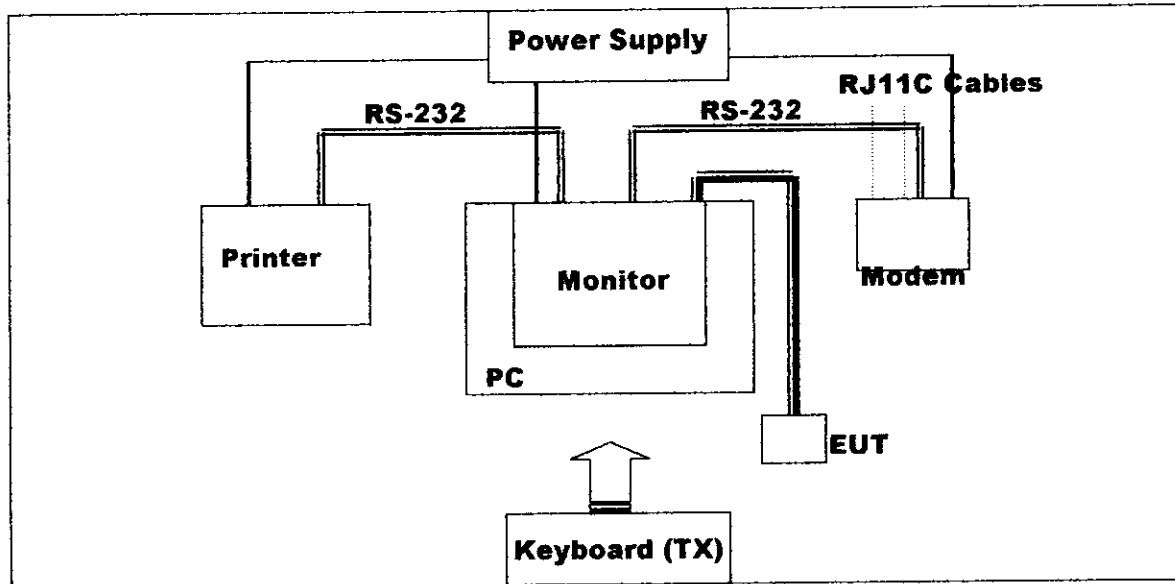 Power Supply
RJ11C Cables
RS-232
RS-232
Printer
Monitor
Modem
PC
EUT
Keyboard (TX)